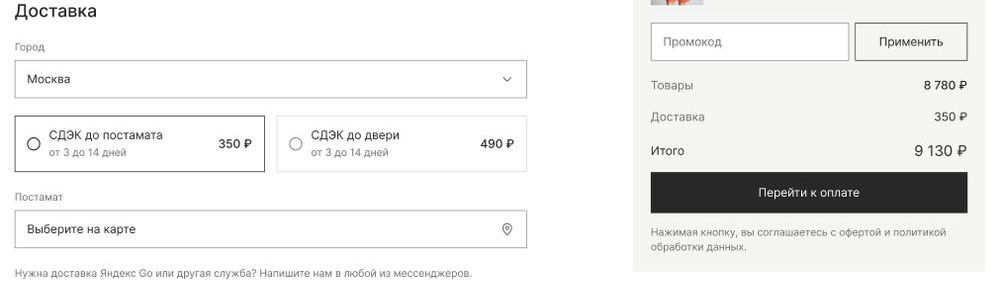 Доставка
Город
Москва
СДЭК до постамата
от 3 до 14 дней
350 ₽
СДЭК до двери
от 3 до 14 дней
490 ₽
Постамат
Выберите на карте
Нужна доставка Яндекс Go или другая служба? Напишите нам в любой из мессенджеров.
Промокод
Применить
Товары 8 780 ₽
Доставка 350 ₽
Итого 9 130 ₽
Перейти к оплате
Нажимая кнопку, вы соглашаетесь с офертой и политикой
обработки данных.